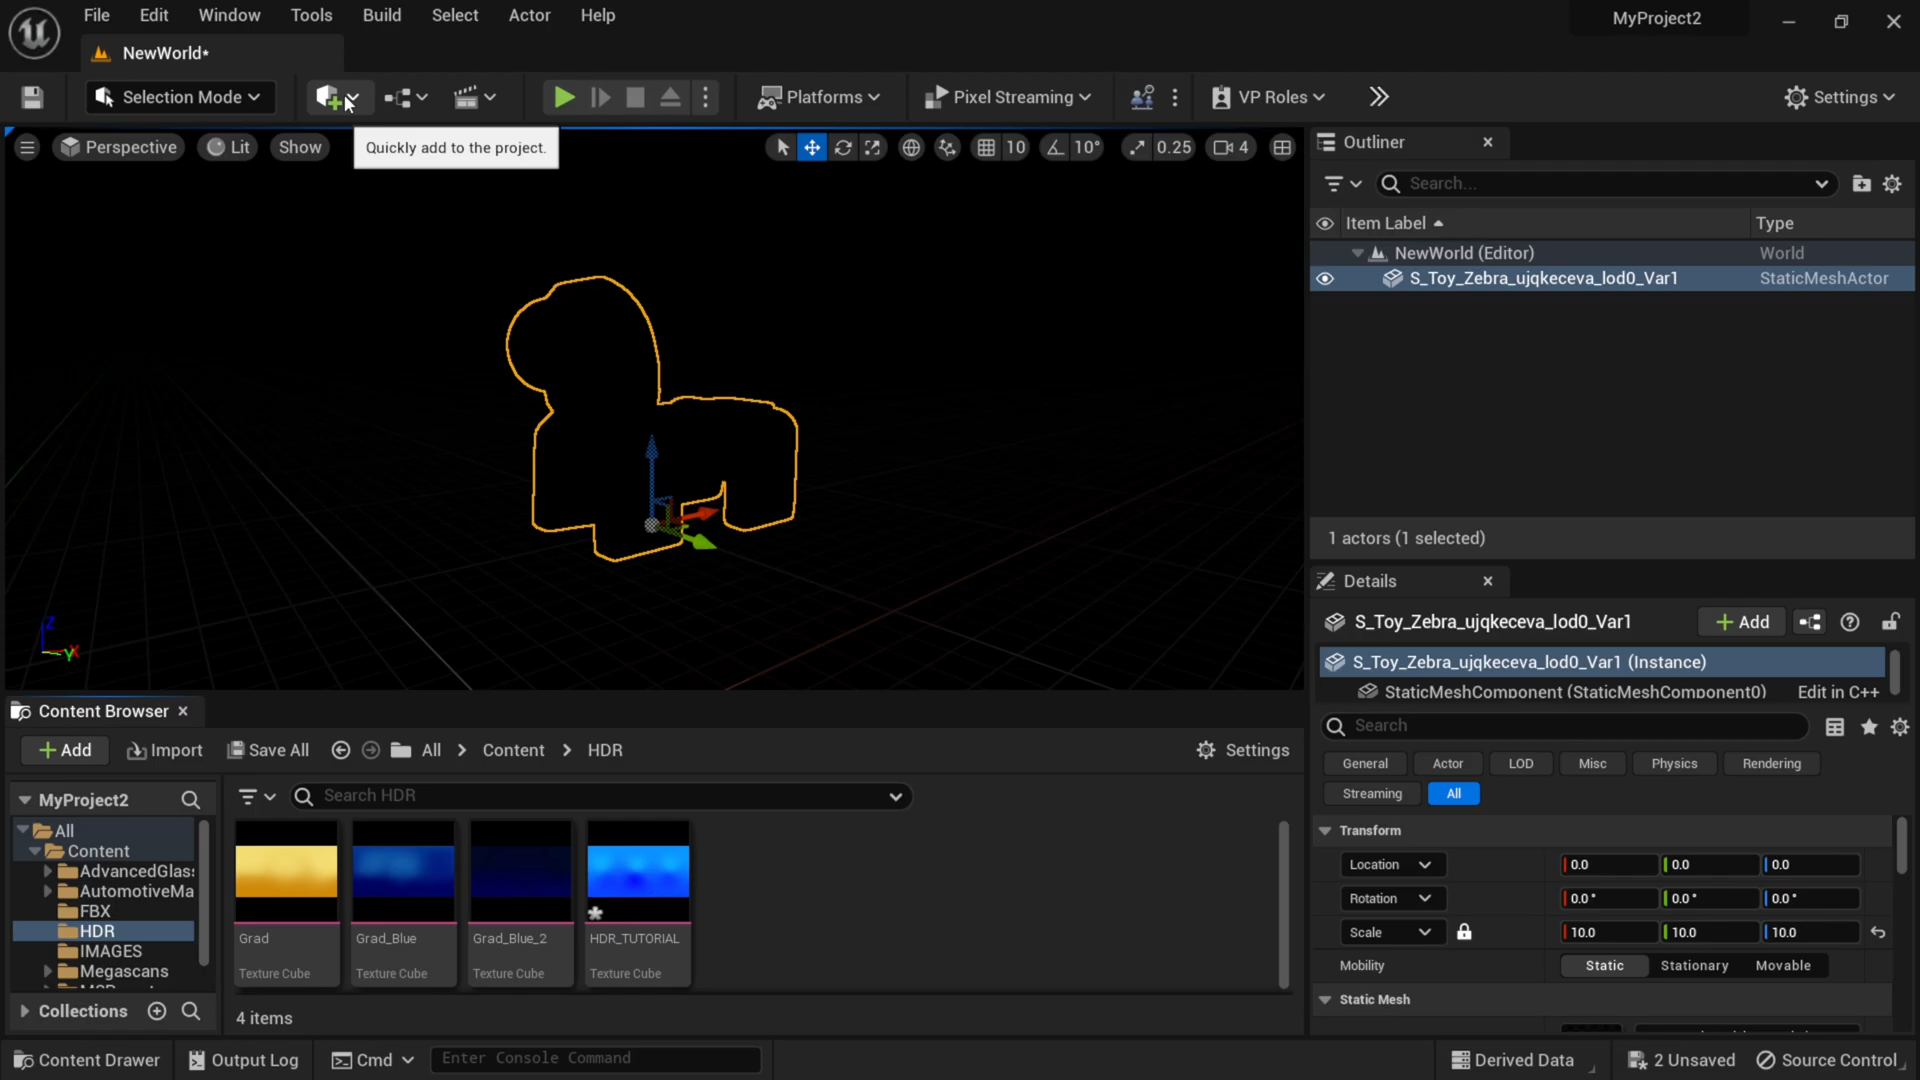 File Edit Window Tools Build Select Actor Help
MyProject2
NewWorld*
Selection Mode
Platforms
Pixel Streaming
VP Roles
Settings
Perspective
Lit
Show
Quickly add to the project.
10
10°
0.25
4
Z
Y
X
Outliner
Search...
Item Label
Type
NewWorld (Editor)
World
S_Toy_Zebra_ujqkeceva_lod0_Var1
StaticMeshActor
1 actors (1 selected)
Details
S_Toy_Zebra_ujqkeceva_lod0_Var1
Add
S_Toy_Zebra_ujqkeceva_lod0_Var1 (Instance)
StaticMeshComponent (StaticMeshComponent0)
Edit in C++
Search
General Actor LOD Misc Physics Rendering
Streaming All
Transform
Location 0.0 0.0 0.0
Rotation 0.0° 0.0° 0.0°
Scale 10.0 10.0 10.0
Mobility Static Stationary Movable
Static Mesh
Content Browser
Add Import Save All All Content HDR Settings
MyProject2
Search HDR
All
Content
AdvancedGlas
AutomotiveMa
FBX
HDR
IMAGES
Megascans
Collections
Grad
Texture Cube
Grad_Blue
Texture Cube
Grad_Blue_2
Texture Cube
HDR_TUTORIAL
Texture Cube
4 items
Content Drawer Output Log Cmd Enter Console Command
Derived Data 2 Unsaved Source Control